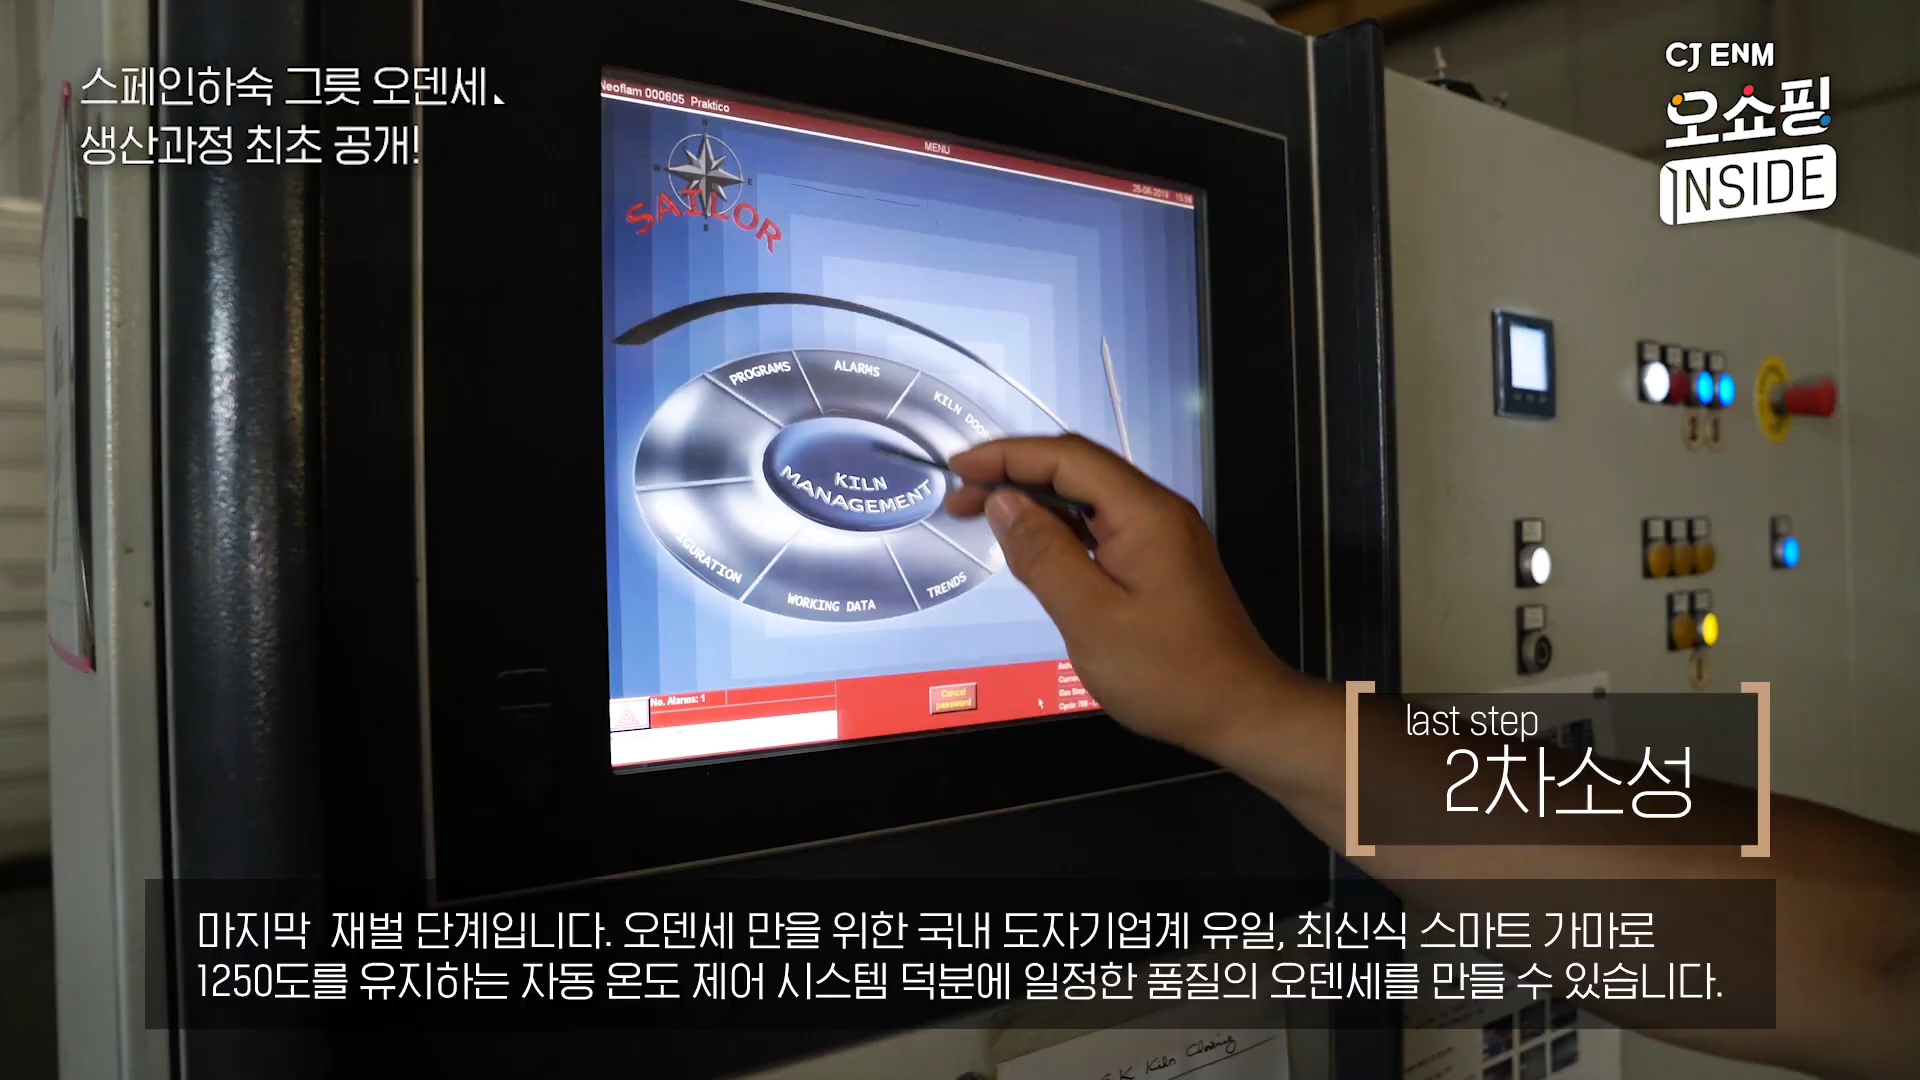 스페인하숙 그릇 오덴세,
생산과정 최초 공개!
CJ ENM
오쇼핑
INSIDE
Neoflam 000605 Praktico
MENU
SAILOR
PROGRAMS
ALARMS
KILN DOOR
KILN
MANAGEMENT
WORKING DATA
TRENDS
No. Alarms: 1
Cancel
password
last step
2차소성
마지막 재벌 단계입니다. 오덴세 만을 위한 국내 도자기업계 유일, 최신식 스마트 가마로
1250도를 유지하는 자동 온도 제어 시스템 덕분에 일정한 품질의 오덴세를 만들 수 있습니다.
Kiln